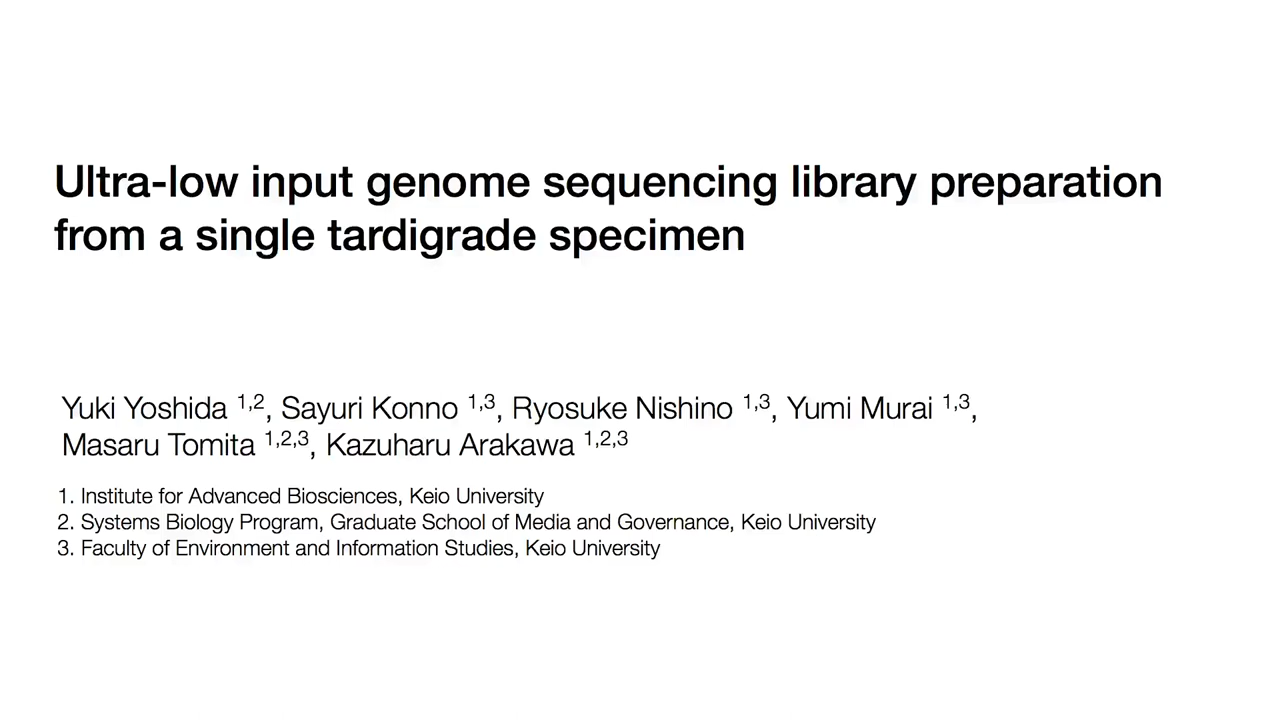 Ultra-low input genome sequencing library preparation
from a single tardigrade specimen
Yuki Yoshida 1,2, Sayuri Konno 1,3, Ryosuke Nishino 1,3, Yumi Murai 1,3,
Masaru Tomita 1,2,3, Kazuharu Arakawa 1,2,3
1. Institute for Advanced Biosciences, Keio University
2. Systems Biology Program, Graduate School of Media and Governance, Keio University
3. Faculty of Environment and Information Studies, Keio University